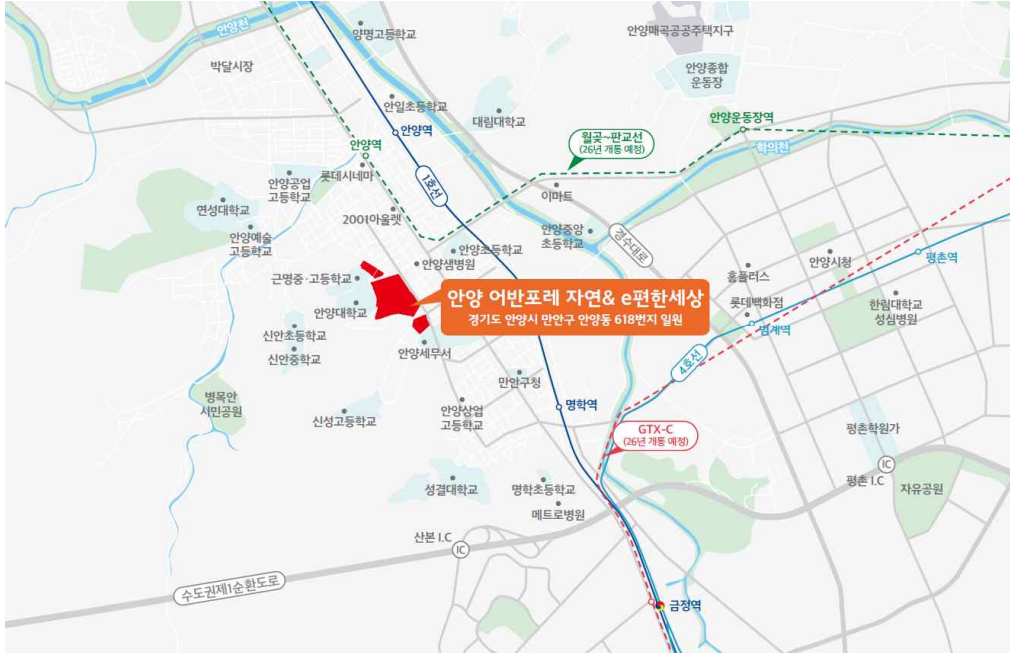 안양천
양명고등학교
안양매곡공공주택지구
박달시장
안양종합
운동장
안일초등학교
대림대학교
안양역
안양운동장역
안양역
월곶~판교선
(26년 개통 예정)
학의천
롯데시네마
안양공업
고등학교
1호선
이마트
연성대학교
2001아울렛
안양예술
고등학교
안양중앙
초등학교
경수대로
안양초등학교
안양샘병원
안양시청
평촌역
근명중·고등학교
홈플러스
안양 어반포레 자연& e편한세상
경기도 안양시 만안구 안양동 618번지 일원
롯데백화점
한림대학교
성심병원
안양대학교
범계역
신안초등학교
신안중학교
안양세무서
4호선
만안구청
병목안
시민공원
신성고등학교
안양상업
고등학교
명학역
GTX-C
(26년 개통 예정)
평촌학원가
IC
평촌 I.C
자유공원
성결대학교
명학초등학교
메트로병원
산본 I.C
IC
수도권제1순환도로
금정역